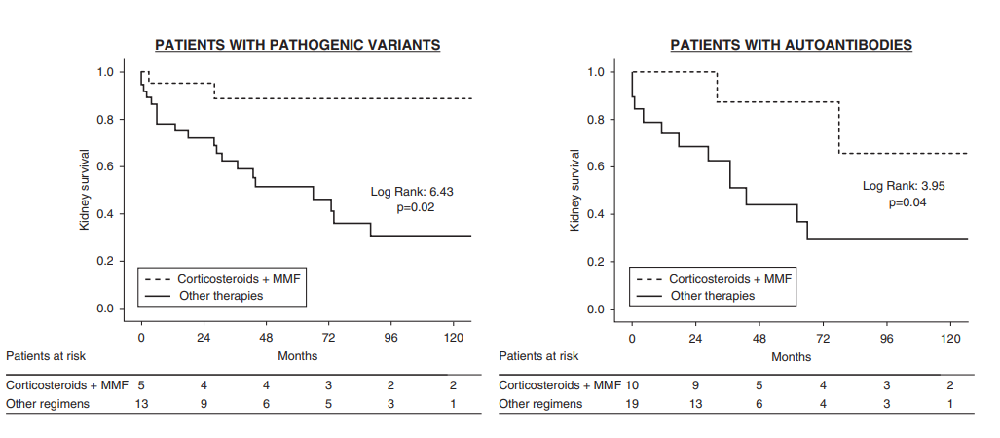 PATIENTS WITH PATHOGENIC VARIANTS
1.0
0.8
0.6
0.4
0.2
0.0
Kidney survival
Log Rank: 6.43
p=0.02
Corticosteroids + MMF
Other therapies
0 24 48 72 96 120
Patients at risk
Months
Corticosteroids + MMF 5 4 4 3 2 2
Other regimens 13 9 6 5 3 1
PATIENTS WITH AUTOANTIBODIES
1.0
0.8
0.6
0.4
0.2
0.0
Kidney survival
Log Rank: 3.95
p=0.04
Corticosteroids + MMF
Other therapies
0 24 48 72 96 120
Patients at risk
Months
Corticosteroids + MMF 10 9 5 4 3 2
Other regimens 19 13 6 4 3 1